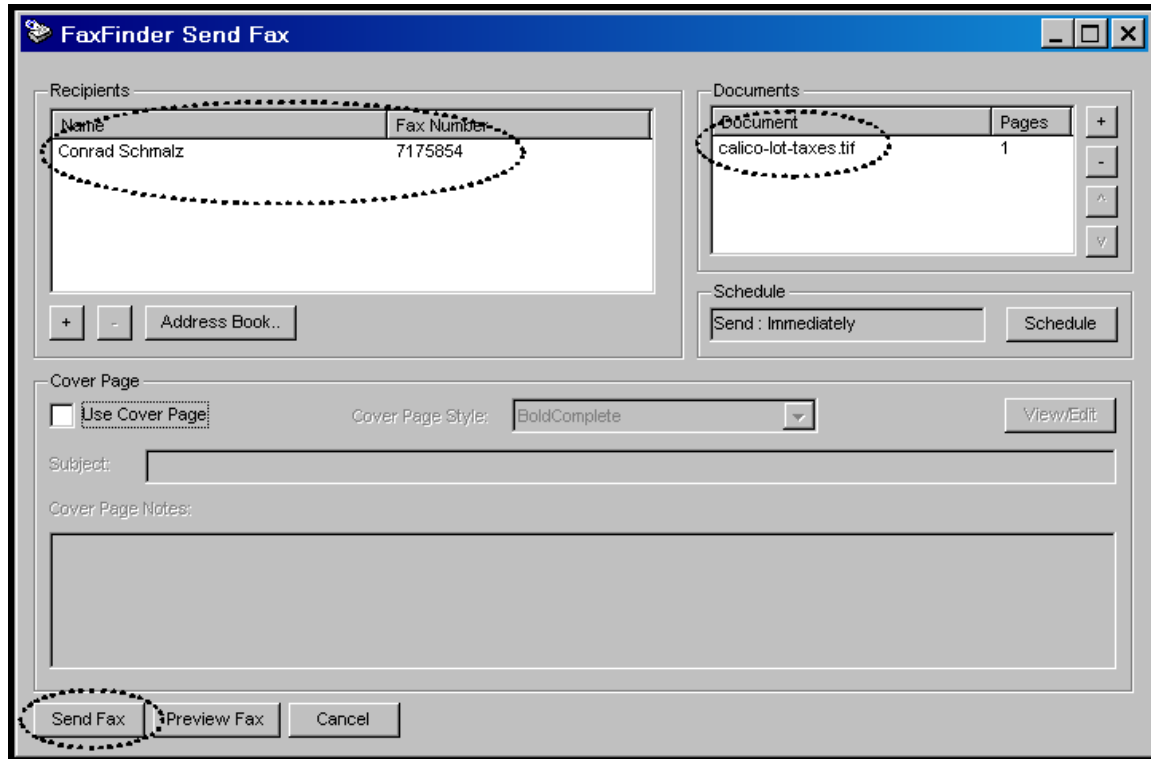 FaxFinder Send Fax
Recipients
Name Fax Number
Conrad Schmalz 7175854
+ - Address Book..
Documents
Document Pages +
calico-lot-taxes.tif 1
-
^
v
Schedule
Send : Immediately Schedule
Cover Page
Use Cover Page Cover Page Style: BoldComplete View/Edit
Subject:
Cover Page Notes:
Send Fax Preview Fax Cancel